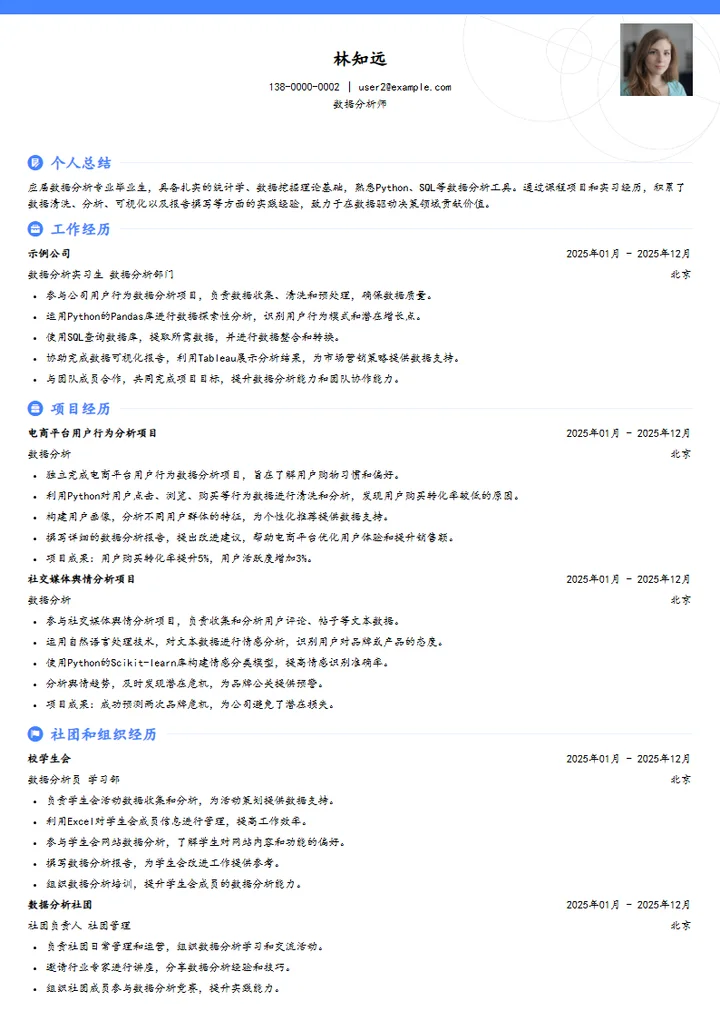 林知远
138-0000-0002 | user2@example.com
数据分析师
个人总结
应届数据分析专业毕业生，具备扎实的统计学、数据挖掘理论基础，熟悉Python、SQL等数据分析工具。通过课程项目和实习经历，积累了
数据清洗、分析、可视化以及报告撰写等方面的实践经验，致力于在数据驱动决策领域贡献价值。
工作经历
示例公司 2025年01月 - 2025年12月
数据分析实习生 数据分析部门 北京
• 参与公司用户行为数据分析项目，负责数据收集、清洗和预处理，确保数据质量。
• 运用Python的Pandas库进行数据探索性分析，识别用户行为模式和潜在增长点。
• 使用SQL查询数据库，提取所需数据，并进行数据整合和转换。
• 协助完成数据可视化报告，利用Tableau展示分析结果，为市场营销策略提供数据支持。
• 与团队成员合作，共同完成项目目标，提升数据分析能力和团队协作能力。
项目经历
电商平台用户行为分析项目 2025年01月 - 2025年12月
数据分析 北京
• 独立完成电商平台用户行为数据分析项目，旨在了解用户购物习惯和偏好。
• 利用Python对用户点击、浏览、购买等行为数据进行清洗和分析，发现用户购买转化率较低的原因。
• 构建用户画像，分析不同用户群体的特征，为个性化推荐提供数据支持。
• 撰写详细的数据分析报告，提出改进建议，帮助电商平台优化用户体验和提升销售额。
• 项目成果：用户购买转化率提升5%，用户活跃度增加3%。
社交媒体舆情分析项目 2025年01月 - 2025年12月
数据分析 北京
• 参与社交媒体舆情分析项目，负责收集和分析用户评论、帖子等文本数据。
• 运用自然语言处理技术，对文本数据进行情感分析，识别用户对品牌或产品的态度。
• 使用Python的Scikit-learn库构建情感分类模型，提高情感识别准确率。
• 分析舆情趋势，及时发现潜在危机，为品牌公关提供预警。
• 项目成果：成功预测两次品牌危机，为公司避免了潜在损失。
社团和组织经历
校学生会 2025年01月 - 2025年12月
数据分析员 学习部 北京
• 负责学生会活动数据收集和分析，为活动策划提供数据支持。
• 利用Excel对学生会成员信息进行管理，提高工作效率。
• 参与学生会网站数据分析，了解学生对网站内容和功能的偏好。
• 撰写数据分析报告，为学生会改进工作提供参考。
• 组织数据分析培训，提升学生会成员的数据分析能力。
数据分析社团 2025年01月 - 2025年12月
社团负责人 社团管理 北京
• 负责社团日常管理和运营，组织数据分析学习和交流活动。
• 邀请行业专家进行讲座，分享数据分析经验和技巧。
• 组织社团成员参与数据分析竞赛，提升实践能力。